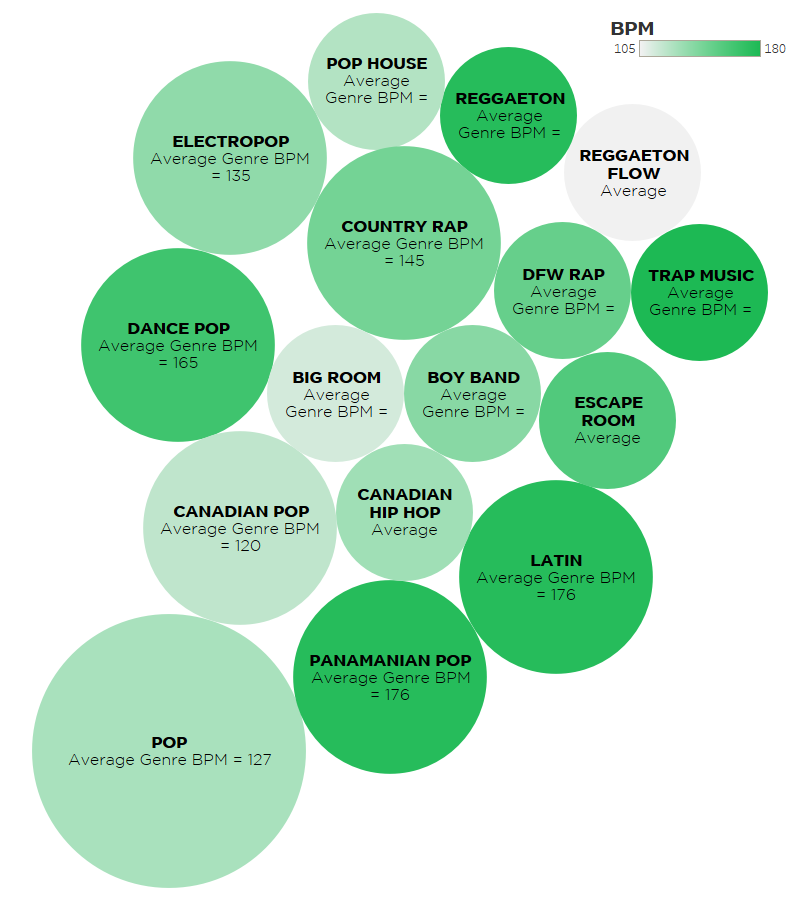 BPM
105
180
POP HOUSE
Average
Genre BPM =
REGGAETON
Average
Genre BPM =
ELECTROPOP
Average Genre BPM
= 135
REGGAETON
FLOW
Average
COUNTRY RAP
Average Genre BPM
= 145
DFW RAP
Average
Genre BPM =
TRAP MUSIC
Average
Genre BPM =
DANCE POP
Average Genre BPM
= 165
BIG ROOM
Average
Genre BPM =
BOY BAND
Average
Genre BPM =
ESCAPE
ROOM
Average
CANADIAN POP
Average Genre BPM
= 120
CANADIAN
HIP HOP
Average
LATIN
Average Genre BPM
= 176
PANAMANIAN POP
Average Genre BPM
= 176
POP
Average Genre BPM = 127